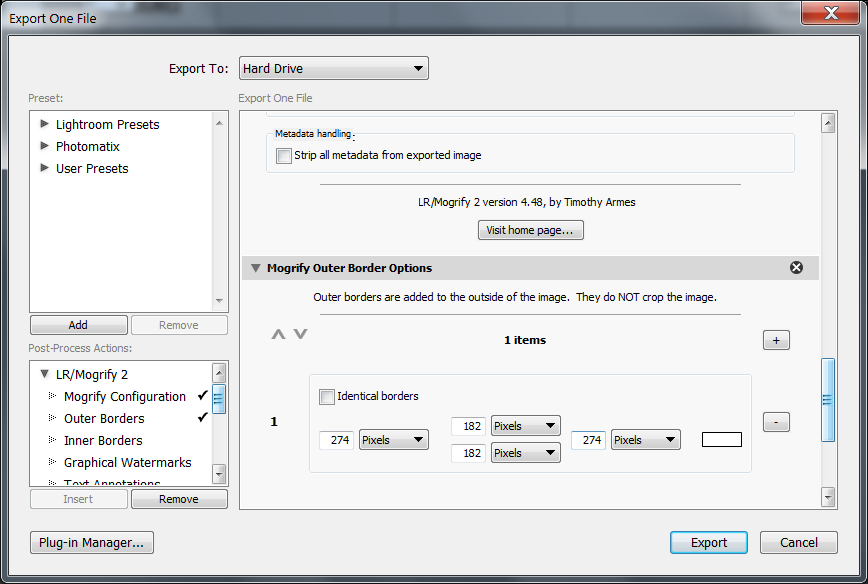 Export One File
Export To: Hard Drive
Preset:
Export One File
Lightroom Presets
Photomatix
User Presets
Add
Remove
Metadata handling :
Strip all metadata from exported image
LR/Mogrify 2 version 4.48, by Timothy Armes
Visit home page...
Mogrify Outer Border Options
Outer borders are added to the outside of the image. They do NOT crop the image.
1 items
+
Identical borders
1
182 Pixels
274 Pixels
274 Pixels
182 Pixels
-
Post-Process Actions:
LR/Mogrify 2
Mogrify Configuration
Outer Borders
Inner Borders
Graphical Watermarks
Text Annotations
Insert
Remove
Plug-in Manager...
Export
Cancel